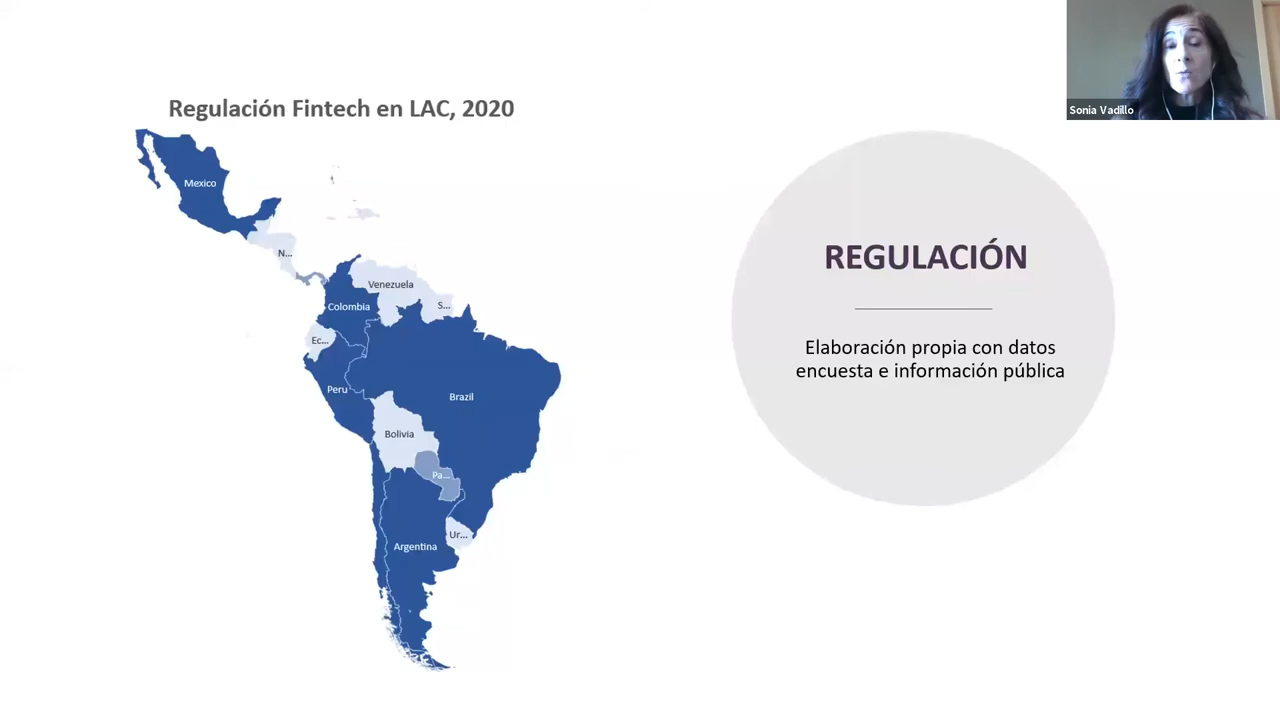 Sonia Vadillo
Regulación Fintech en LAC, 2020
Mexico
N...
Venezuela
S...
Colombia
Ec...
Peru
Brazil
Bolivia
Pa...
Ur...
Argentina
REGULACIÓN
Elaboración propia con datos
encuesta e información pública